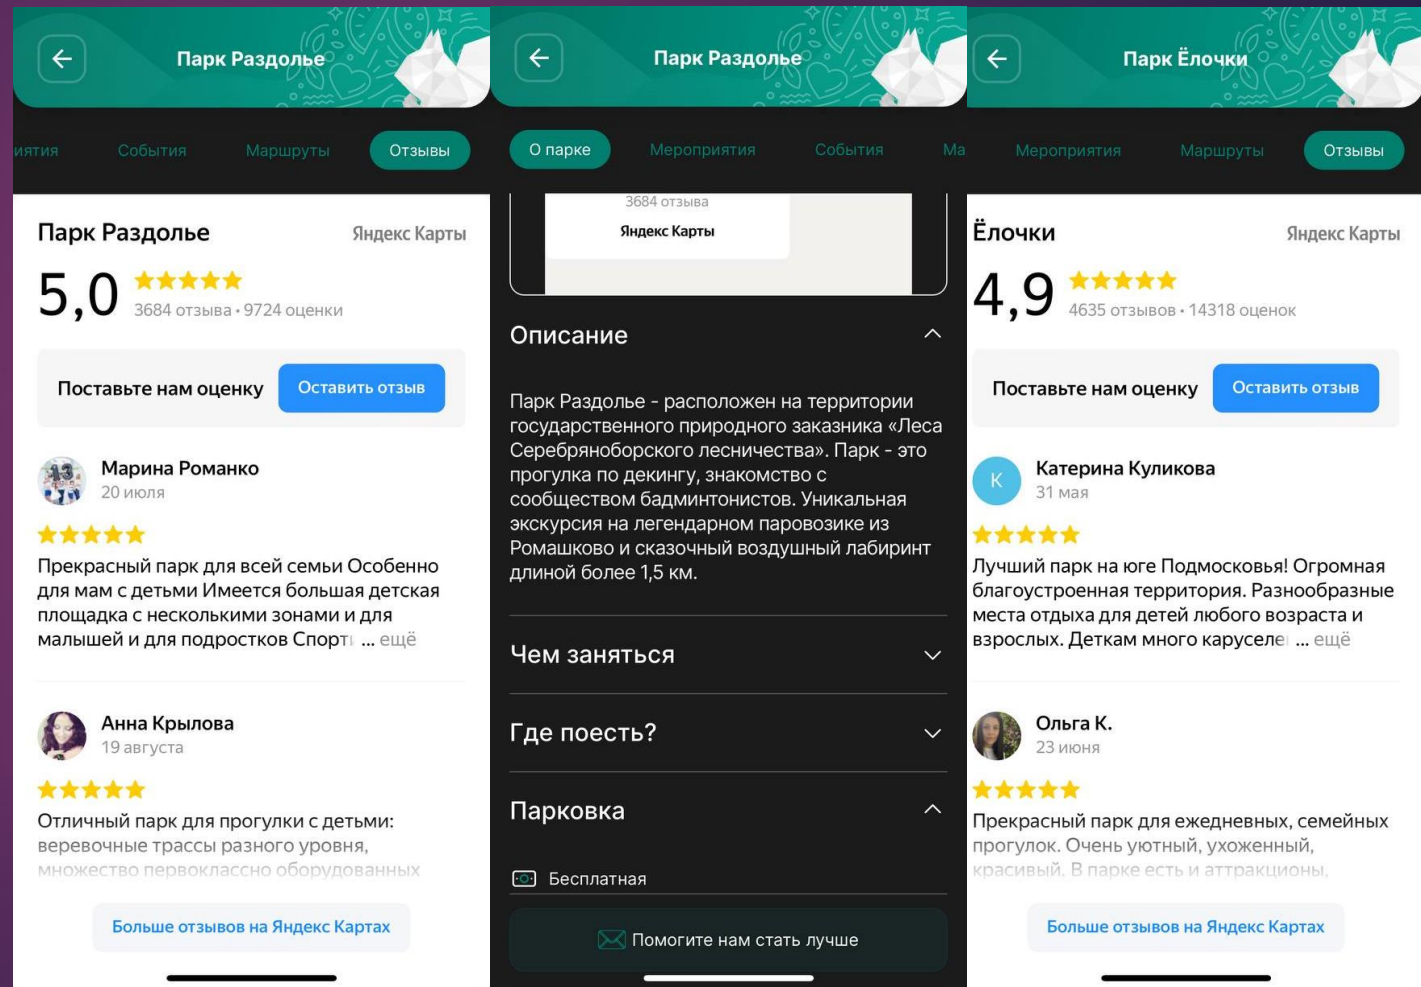 Парк Раздолье
иятия
События
Маршруты
Отзывы
Парк Раздолье
Яндекс Карты
5,0
3684 отзыва • 9724 оценки
Поставьте нам оценку
Оставить отзыв
Марина Романко
20 июля
Прекрасный парк для всей семьи Особенно
для мам с детьми Имеется большая детская
площадка с несколькими зонами и для
малышей и для подростков Спорт ... ещё
Анна Крылова
19 августа
Отличный парк для прогулки с детьми:
веревочные трассы разного уровня,
множество первоклассно оборудованных
Больше отзывов на Яндекс Картах
Парк Раздолье
О парке
Мероприятия
События
Ма
3684 отзыва
Яндекс Карты
Описание
Парк Раздолье - расположен на территории
государственного природного заказника «Леса
Серебряноборского лесничества». Парк - это
прогулка по декингу, знакомство с
сообществом бадминтонистов. Уникальная
экскурсия на легендарном паровозике из
Ромашково и сказочный воздушный лабиринт
длиной более 1,5 км.
Чем заняться
Где поесть?
Парковка
Бесплатная
Помогите нам стать лучше
Парк Ёлочки
Мероприятия
Маршруты
Отзывы
Ёлочки
Яндекс Карты
4,9
4635 отзывов • 14318 оценок
Поставьте нам оценку
Оставить отзыв
К
Катерина Куликова
31 мая
Лучший парк на юге Подмосковья! Огромная
благоустроенная территория. Разнообразные
места отдыха для детей любого возраста и
взрослых. Деткам много карусele ... ещё
Ольга К.
23 июня
Прекрасный парк для ежедневных, семейных
прогулок. Очень уютный, ухоженный,
красивый. В парке есть и аттракционы,
Больше отзывов на Яндекс Картах